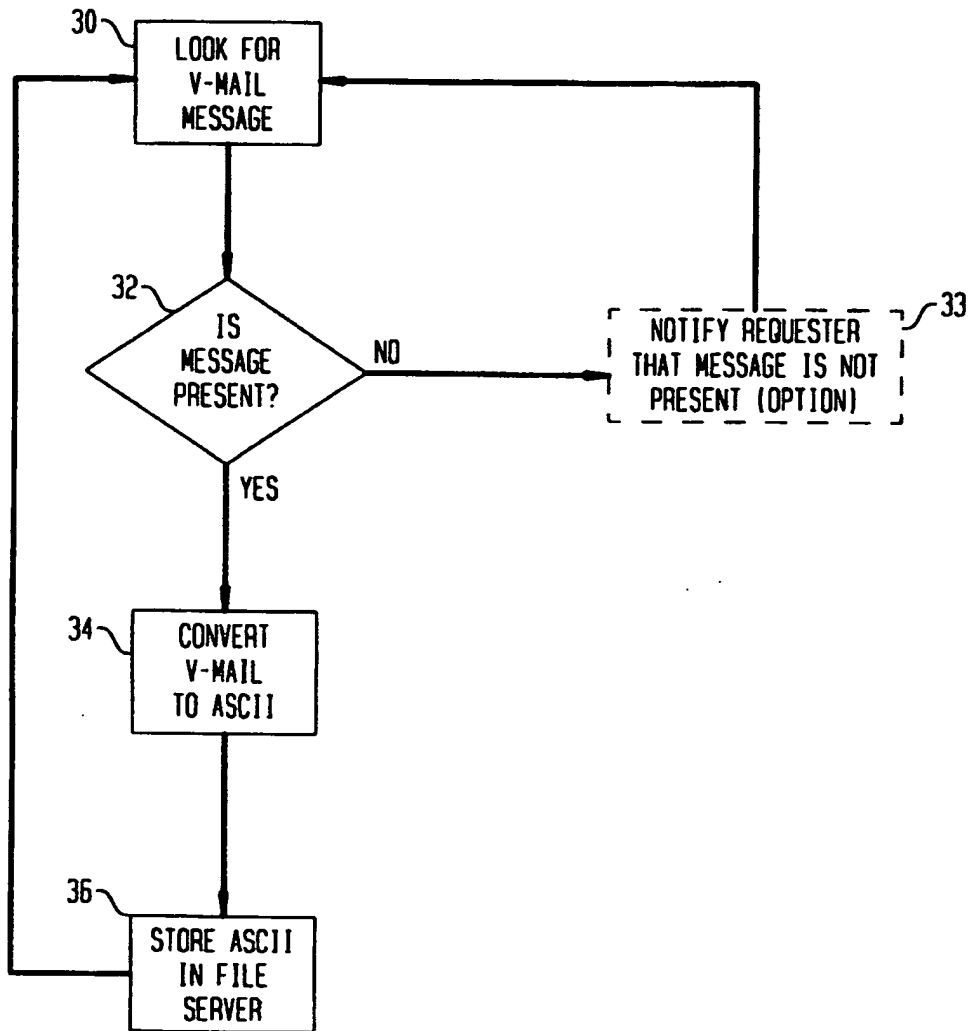 30
LOOK FOR
V-MAIL
MESSAGE
32
IS
MESSAGE
PRESENT?
NO
33
NOTIFY REQUESTER
THAT MESSAGE IS NOT
PRESENT (OPTION)
YES
34
CONVERT
V-MAIL
TO ASCII
36
STORE ASCII
IN FILE
SERVER